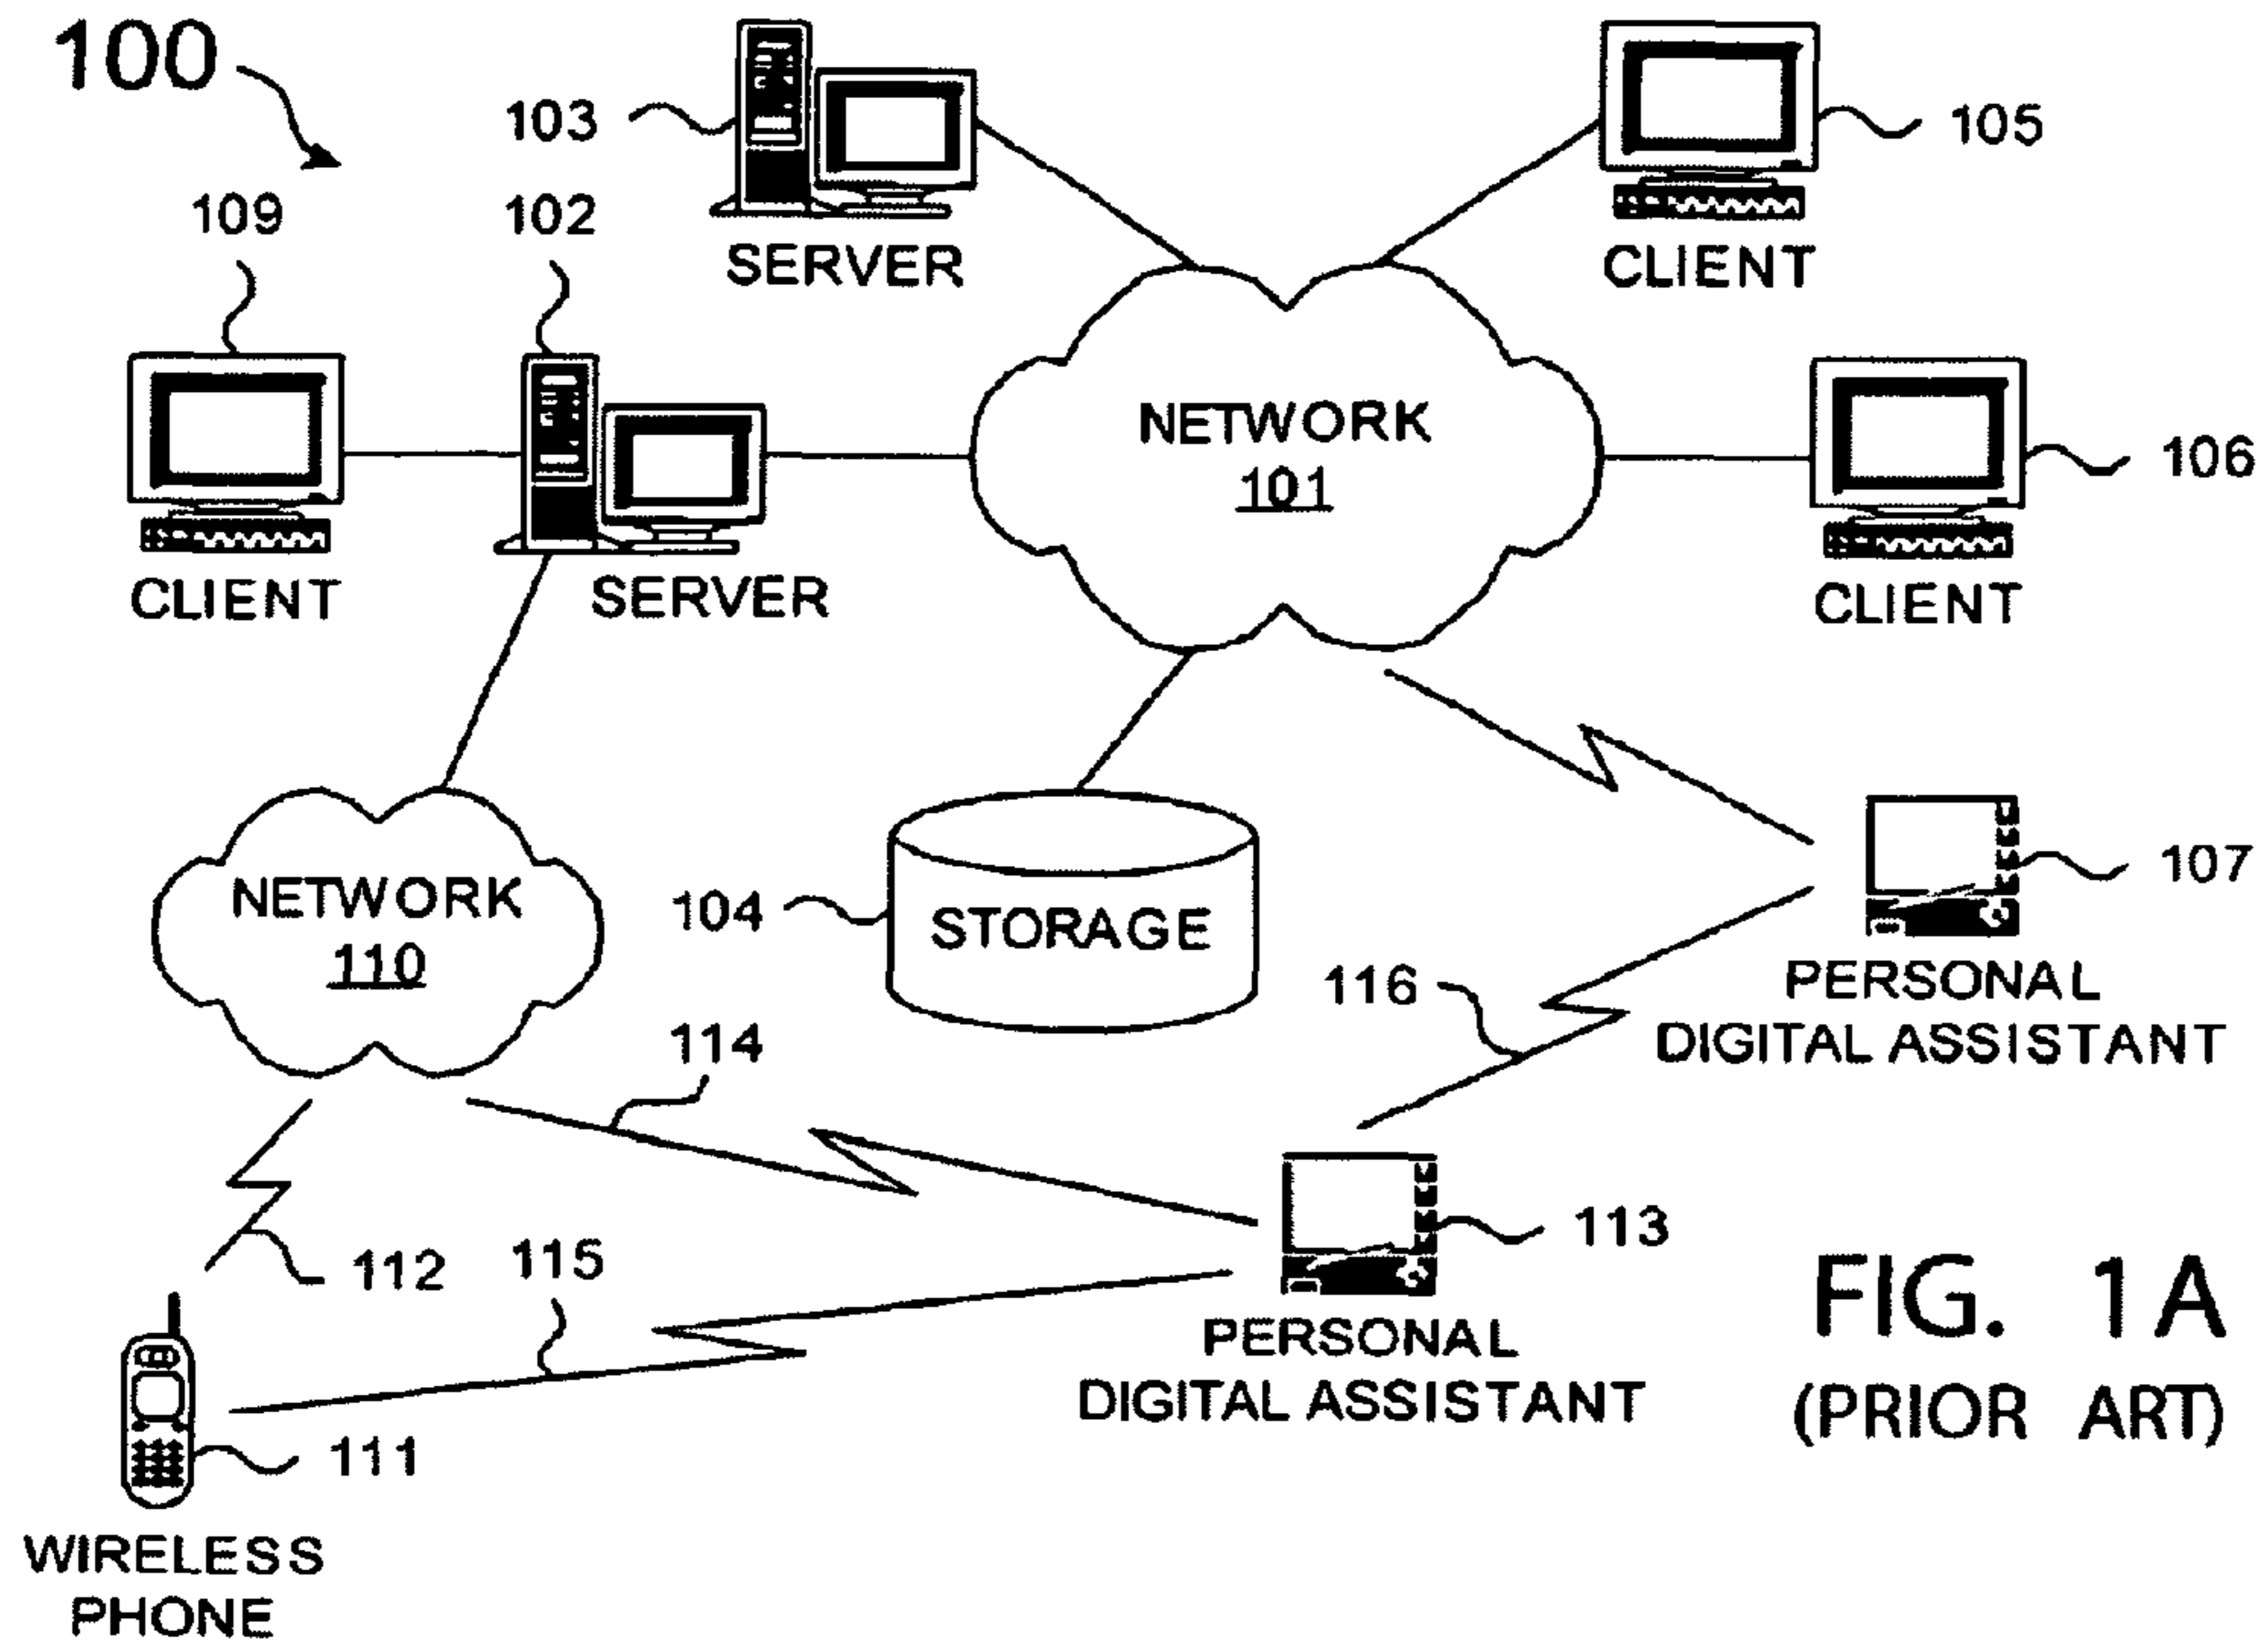 100
103
105
109
102
SERVER
CLIENT
NETWORK
101
106
CLIENT
SERVER
CLIENT
NETWORK
110
104
STORAGE
107
116
PERSONAL
DIGITAL ASSISTANT
114
113
112
115
PERSONAL
DIGITAL ASSISTANT
111
WIRELESS
PHONE
FIG. 1A
(PRIOR ART)